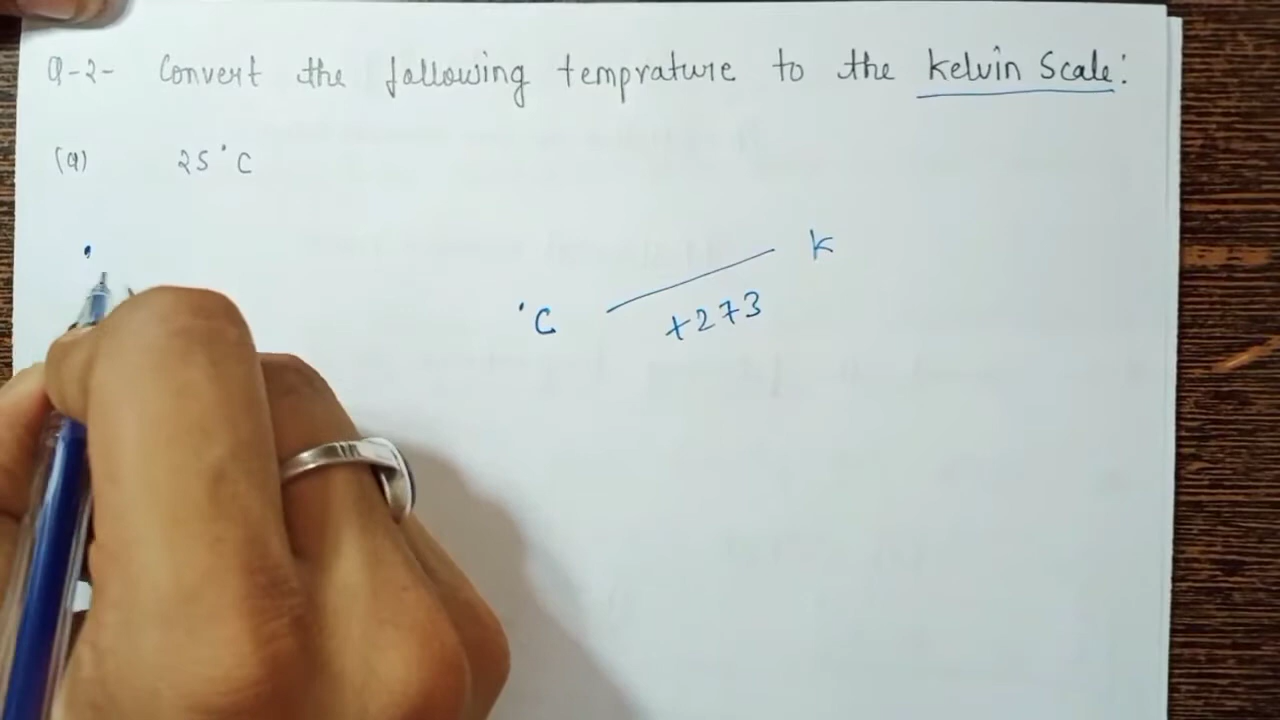 Q-2- Convert the following temprature to the Kelvin Scale:
(a) 25°C
°C K
+273